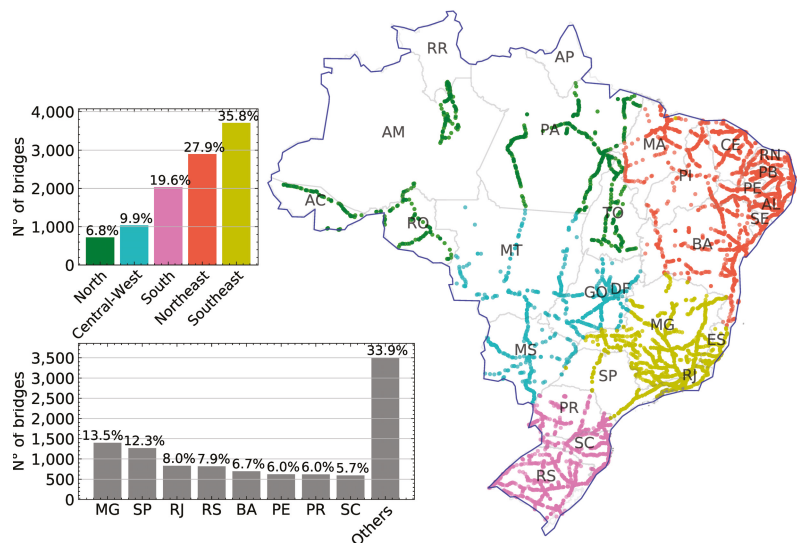 N° of bridges
4,000
3,000
2,000
1,000
0
6.8%
9.9%
19.6%
27.9%
35.8%
North
Central-West
South
Northeast
Southeast
N° of bridges
3,500
3,000
2,500
2,000
1,500
1,000
500
0
13.5%
12.3%
8.0%
7.9%
6.7%
6.0%
6.0%
5.7%
33.9%
MG SP RJ RS BA PE PR SC Others
RR
AP
AM
PA
MA
CE
RN
PB
PI
PE
AL
SE
AC
RO
TO
BA
MT
GO
DF
MG
ES
MS
SP
RJ
PR
SC
RS